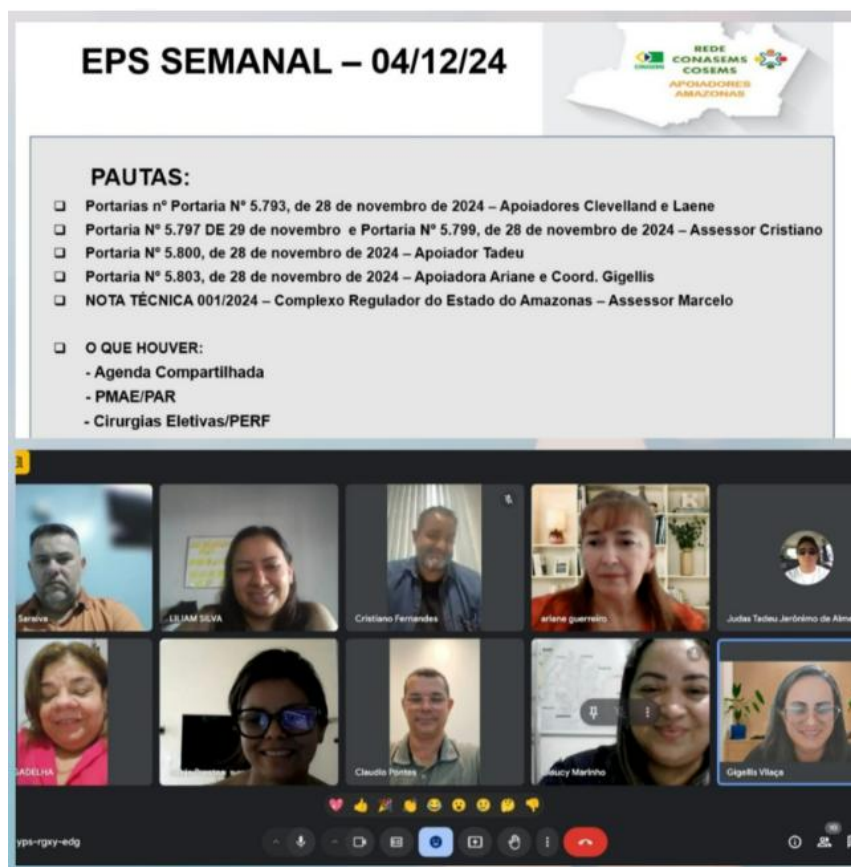 EPS SEMANAL – 04/12/24
REDE
CONASEMS
COSEMS
APOIADORES
AMAZONAS
CONASEMS
PAUTAS:
❑ Portarias nº Portaria Nº 5.793, de 28 de novembro de 2024 – Apoiadores Clevelland e Laene
❑ Portaria Nº 5.797 DE 29 de novembro e Portaria Nº 5.799, de 28 de novembro de 2024 – Assessor Cristiano
❑ Portaria Nº 5.800, de 28 de novembro de 2024 – Apoiador Tadeu
❑ Portaria Nº 5.803, de 28 de novembro de 2024 – Apoiadora Ariane e Coord. Gigellis
❑ NOTA TÉCNICA 001/2024 – Complexo Regulador do Estado do Amazonas – Assessor Marcelo
❑ O QUE HOUVER:
- Agenda Compartilhada
- PMAE/PAR
- Cirurgias Eletivas/PERF
Saraiva
LILIAM SILVA
Cristiano Fernandes
ariane guerreiro
Judas Tadeu Jerônimo de Alme
GADELHA
Claudio Pontes
laucy Marinho
Gigellis Vilaça
yps-rgxy-edg
10